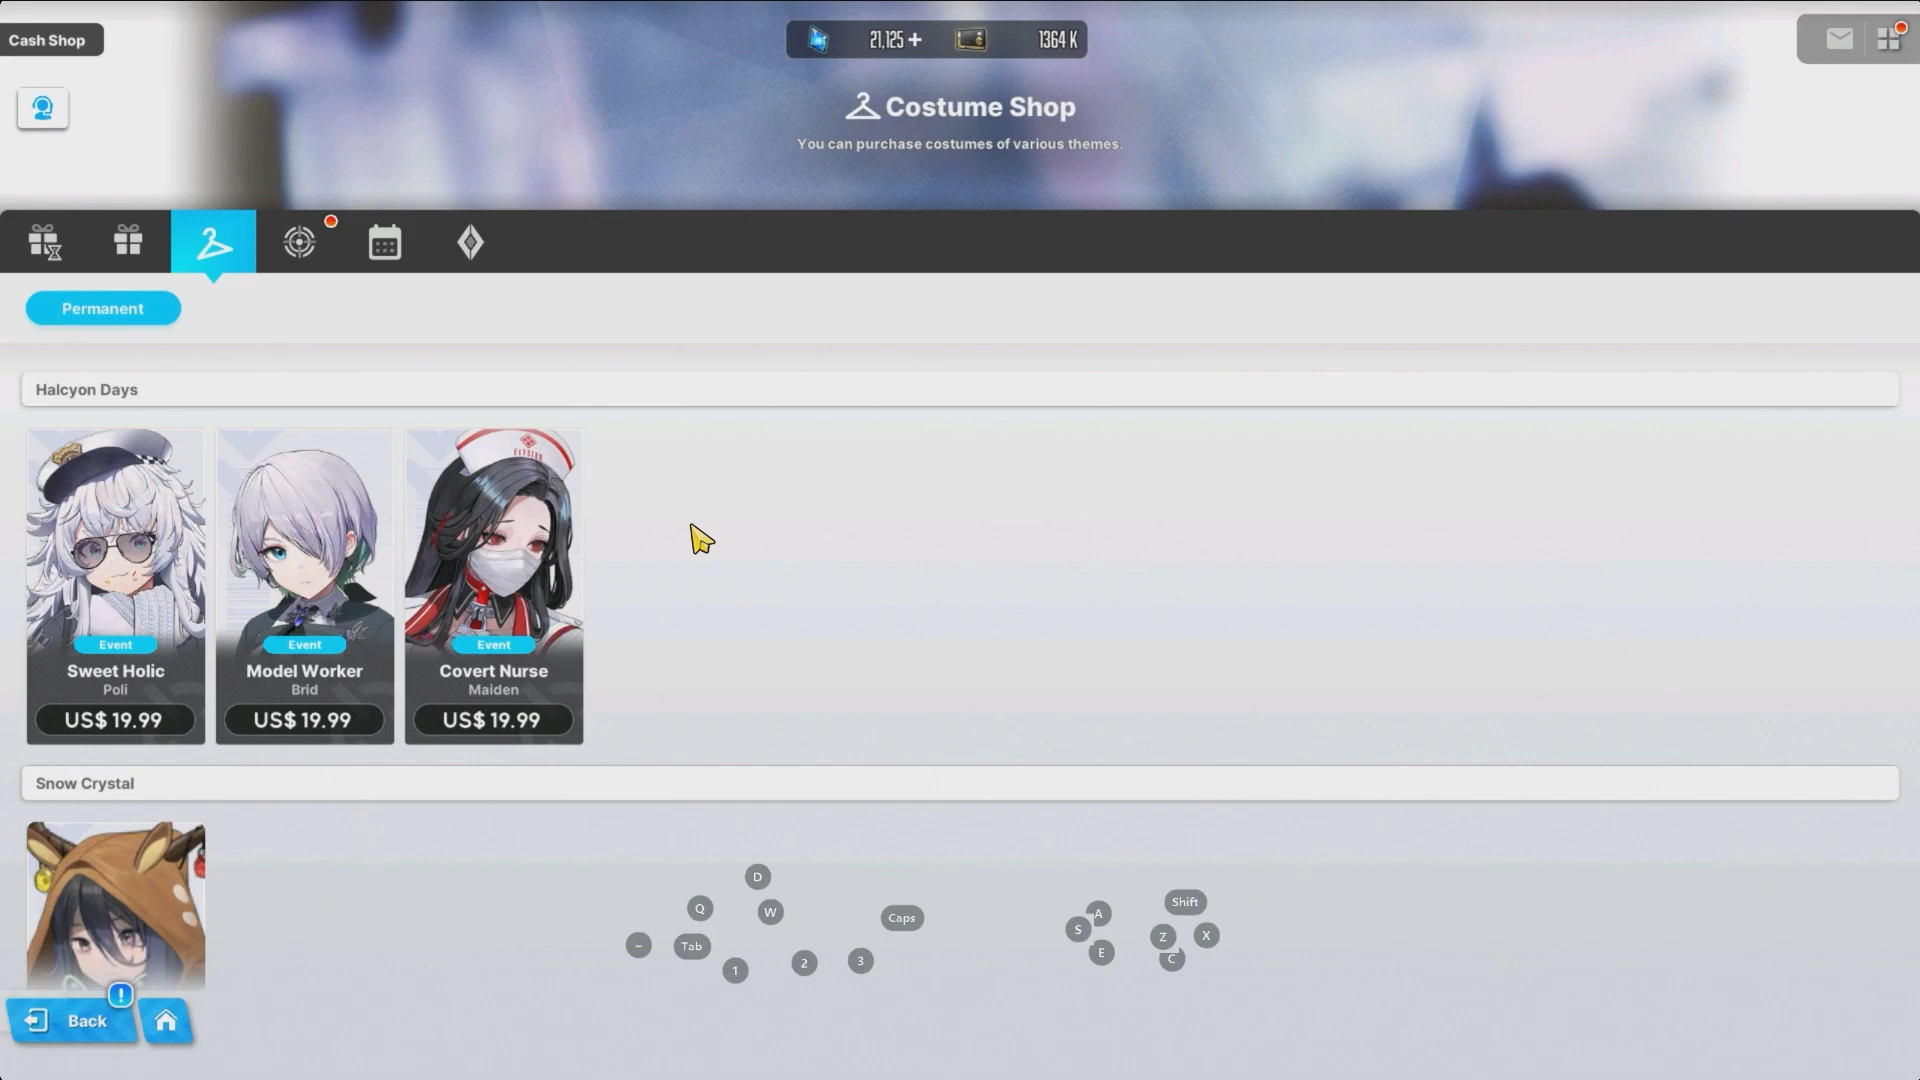 Cash Shop
21,125 +
1364 K
Costume Shop
You can purchase costumes of various themes.
Permanent
Halcyon Days
ELYSION
Event
Sweet Holic
Poli
US$ 19.99
Event
Model Worker
Brid
US$ 19.99
Event
Covert Nurse
Maiden
US$ 19.99
Snow Crystal
D
Q
W
Caps
~
Tab
1
2
3
A
S
E
Shift
Z
X
C
!
Back